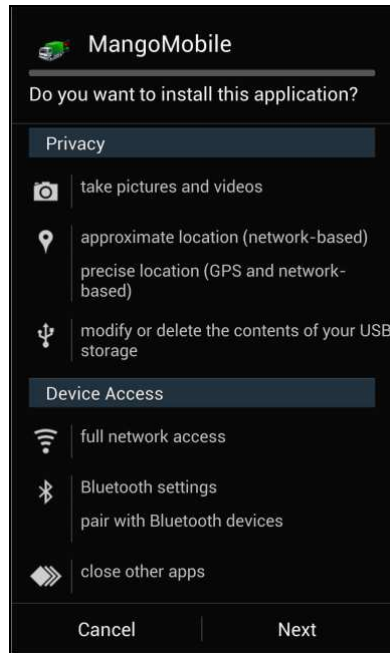 MangoMobile
Do you want to install this application?
Privacy
take pictures and videos
approximate location (network-based)
precise location (GPS and network-
based)
modify or delete the contents of your USB
storage
Device Access
full network access
Bluetooth settings
pair with Bluetooth devices
close other apps
Cancel
Next